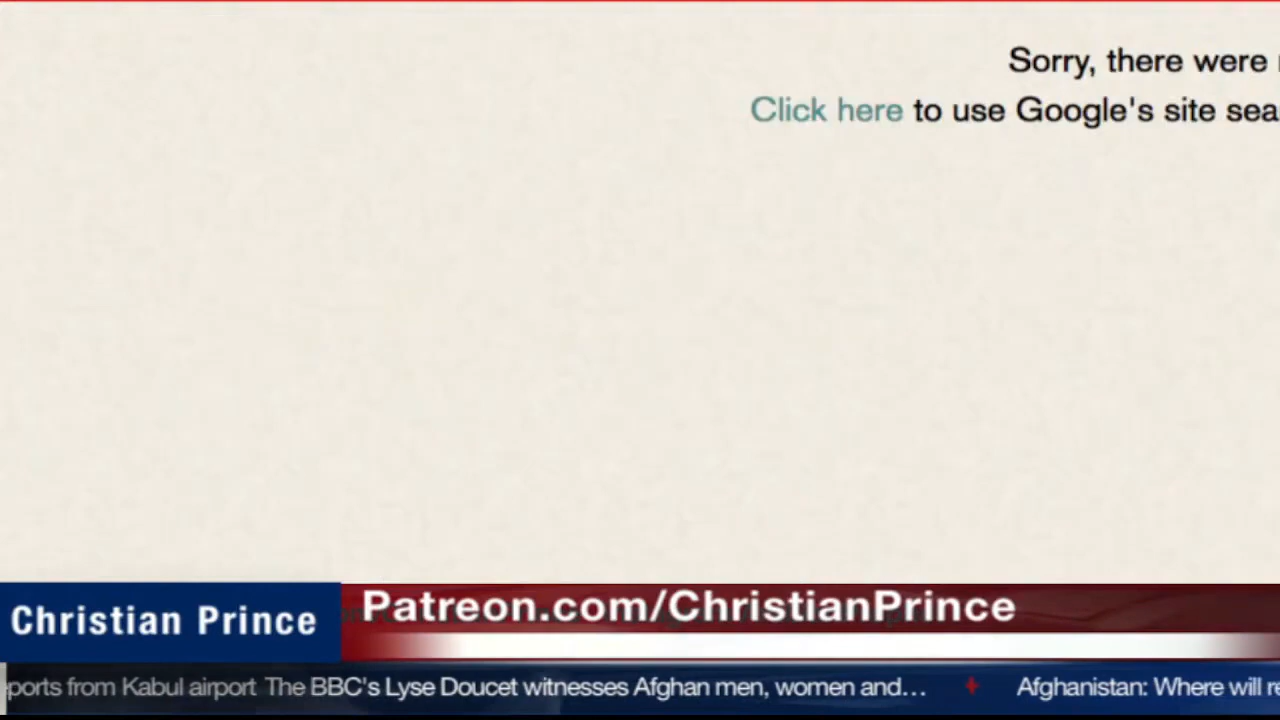 Sorry, there were
Click here to use Google's site sea
Christian Prince
Patreon.com/ChristianPrince
ports from Kabul airport The BBC's Lyse Doucet witnesses Afghan men, women and... Afghanistan: Where will re